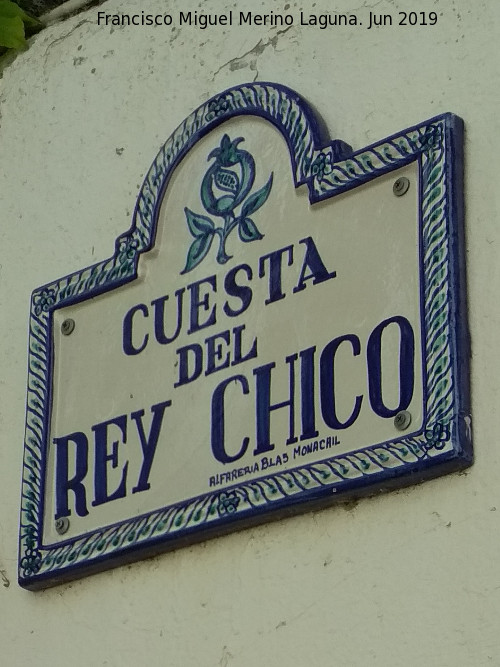 Francisco Miguel Merino Laguna. Jun 2019
CUESTA
DEL
REY CHICO
ALFARERIA BLAS MONACHIL